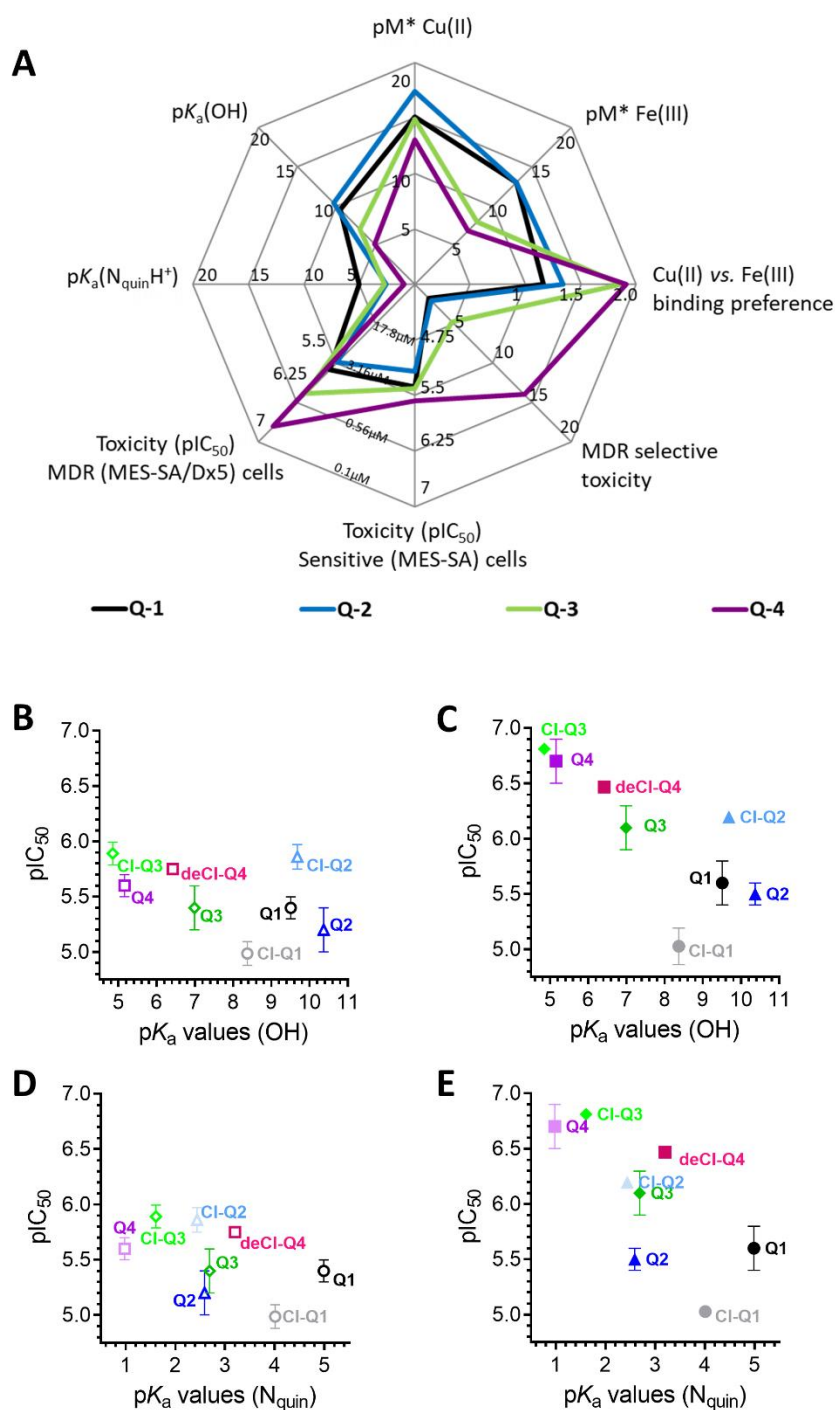 A
pM* Cu(II)
pKa(OH)
pM* Fe(III)
20
20
20
15
15
10
10
10
5
5
pKa(NquinH+)
20
15
10
5
1
1.5
2.0
Cu(II) vs. Fe(III)
binding preference
17.8μM
4.75
5
5.5
3.16μM
5.5
10
6.25
0.56μM
15
7
0.1μM
6.25
20
7
Toxicity (pIC50)
MDR (MES-SA/Dx5) cells
MDR selective
toxicity
Toxicity (pIC50)
Sensitive (MES-SA) cells
Q-1 Q-2 Q-3 Q-4
B
7.0
6.5
6.0
5.5
5.0
pIC50
Cl-Q3
Q4
deCl-Q4
Q3
Q1
Cl-Q1
Cl-Q2
Q2
5 6 7 8 9 10 11
pKa values (OH)
C
7.0
6.5
6.0
5.5
5.0
pIC50
Cl-Q3
Q4
deCl-Q4
Q3
Cl-Q2
Q1
Q2
Cl-Q1
5 6 7 8 9 10 11
pKa values (OH)
D
7.0
6.5
6.0
5.5
5.0
pIC50
Q4
Cl-Q3
Cl-Q2
deCl-Q4
Q3
Q2
Q1
Cl-Q1
1 2 3 4 5
pKa values (Nquin)
E
7.0
6.5
6.0
5.5
5.0
pIC50
Q4
Cl-Q3
deCl-Q4
Cl-Q2
Q3
Q2
Q1
Cl-Q1
1 2 3 4 5
pKa values (Nquin)